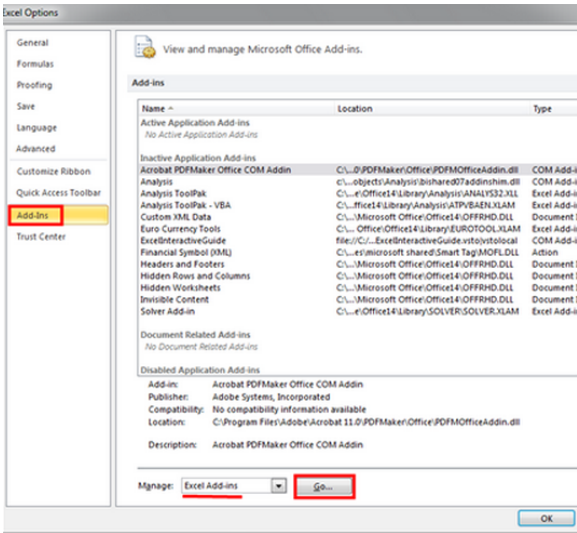 Excel Options
General
Formulas
Proofing
Save
Language
Advanced
Customize Ribbon
Quick Access Toolbar
Add-Ins
Trust Center
View and manage Microsoft Office Add-ins.
Add-ins
Name Location Type
Active Application Add-ins
No Active Application Add-ins
Inactive Application Add-ins
Acrobat PDFMaker Office COM Addin C:\...0\PDFMaker\Office\PDFMOfficeAddin.dll COM Add-i
Analysis c:\...objects\Analysis\bishared07addinshim.dll COM Add-i
Analysis ToolPak C:\...e\Office14\Library\Analysis\ANALYS32.XLL Excel Add-i
Analysis ToolPak - VBA C:\...ffice14\Library\Analysis\ATPVBAEN.XLAM Excel Add-i
Custom XML Data C:\...\Microsoft Office\Office14\OFFRHD.DLL Document I
Euro Currency Tools C:\... Office\Office14\Library\EUROTOOL.XLAM Excel Add-i
ExcelInteractiveGuide file:///C:/...ExcelInteractiveGuide.vsto|vstolocal COM Add-i
Financial Symbol (XML) C:\...es\microsoft shared\Smart Tag\MOFL.DLL Action
Headers and Footers C:\...\Microsoft Office\Office14\OFFRHD.DLL Document I
Hidden Rows and Columns C:\...\Microsoft Office\Office14\OFFRHD.DLL Document I
Hidden Worksheets C:\...\Microsoft Office\Office14\OFFRHD.DLL Document I
Invisible Content C:\...\Microsoft Office\Office14\OFFRHD.DLL Document I
Solver Add-in C:\...e\Office14\Library\SOLVER\SOLVER.XLAM Excel Add-i
Document Related Add-ins
No Document Related Add-ins
Disabled Application Add-ins
Add-in: Acrobat PDFMaker Office COM Addin
Publisher: Adobe Systems, Incorporated
Compatibility: No compatibility information available
Location: C:\Program Files\Adobe\Acrobat 11.0\PDFMaker\Office\PDFMOfficeAddin.dll
Description: Acrobat PDFMaker Office COM Addin
Manage: Excel Add-ins Go...
OK